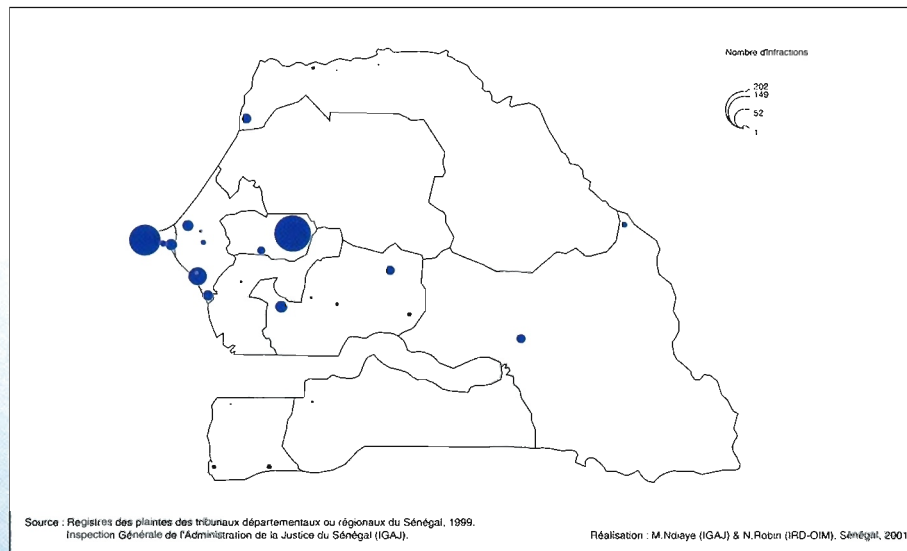 Nombre d'Infractions
202
149
52
1
Source : Registres des plaintes des tribunaux départementaux ou régionaux du Sénégal, 1999.
Inspection Générale de l'Administration de la Justice du Sénégal (IGAJ).
Réalisation : M.Ndiaye (IGAJ) & N.Robin (IRD-OIM). Sénégal, 2001